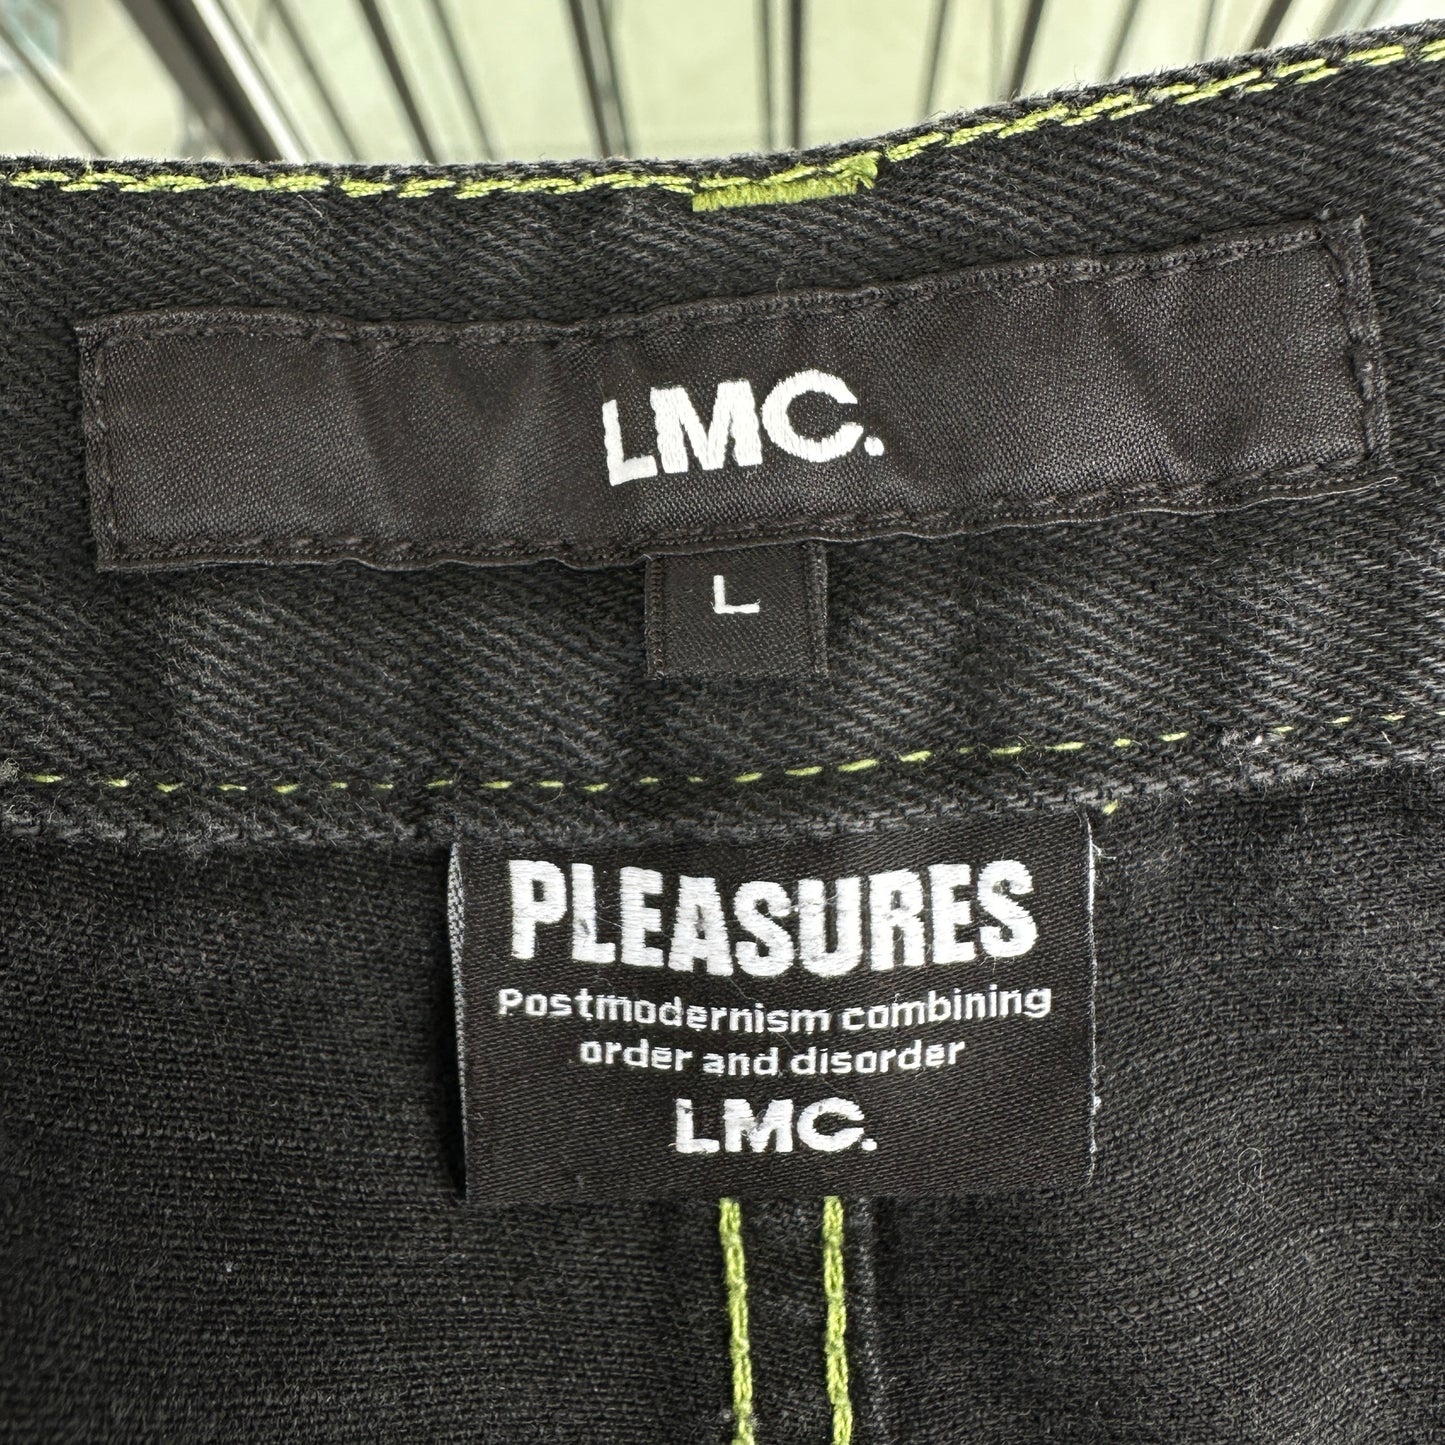 LMC.
L
PLEASURES
Postmodernism combining
order and disorder
LMC.